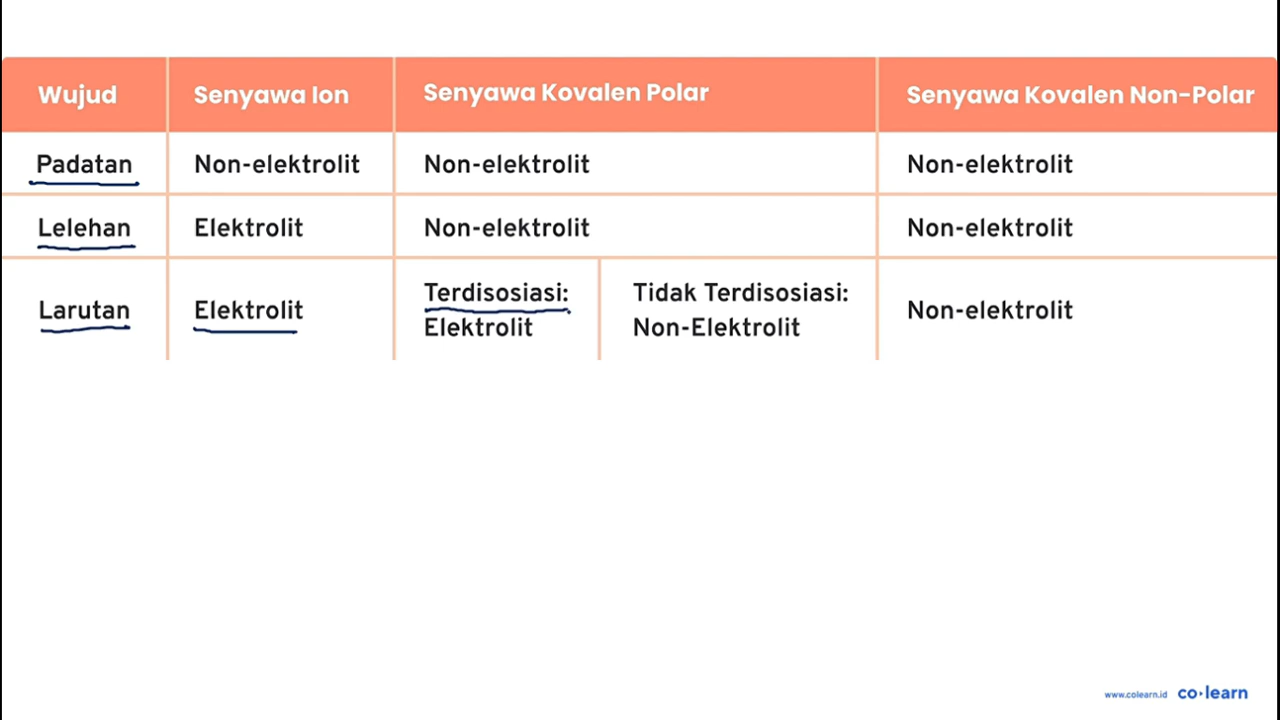 Wujud Senyawa Ion Senyawa Kovalen Polar Senyawa Kovalen Non-Polar
Padatan Non-elektrolit Non-elektrolit Non-elektrolit
Lelehan Elektrolit Non-elektrolit Non-elektrolit
Larutan Elektrolit Terdisosiasi: Tidak Terdisosiasi: Non-elektrolit
Elektrolit Non-Elektrolit
www.colearn.id co·learn